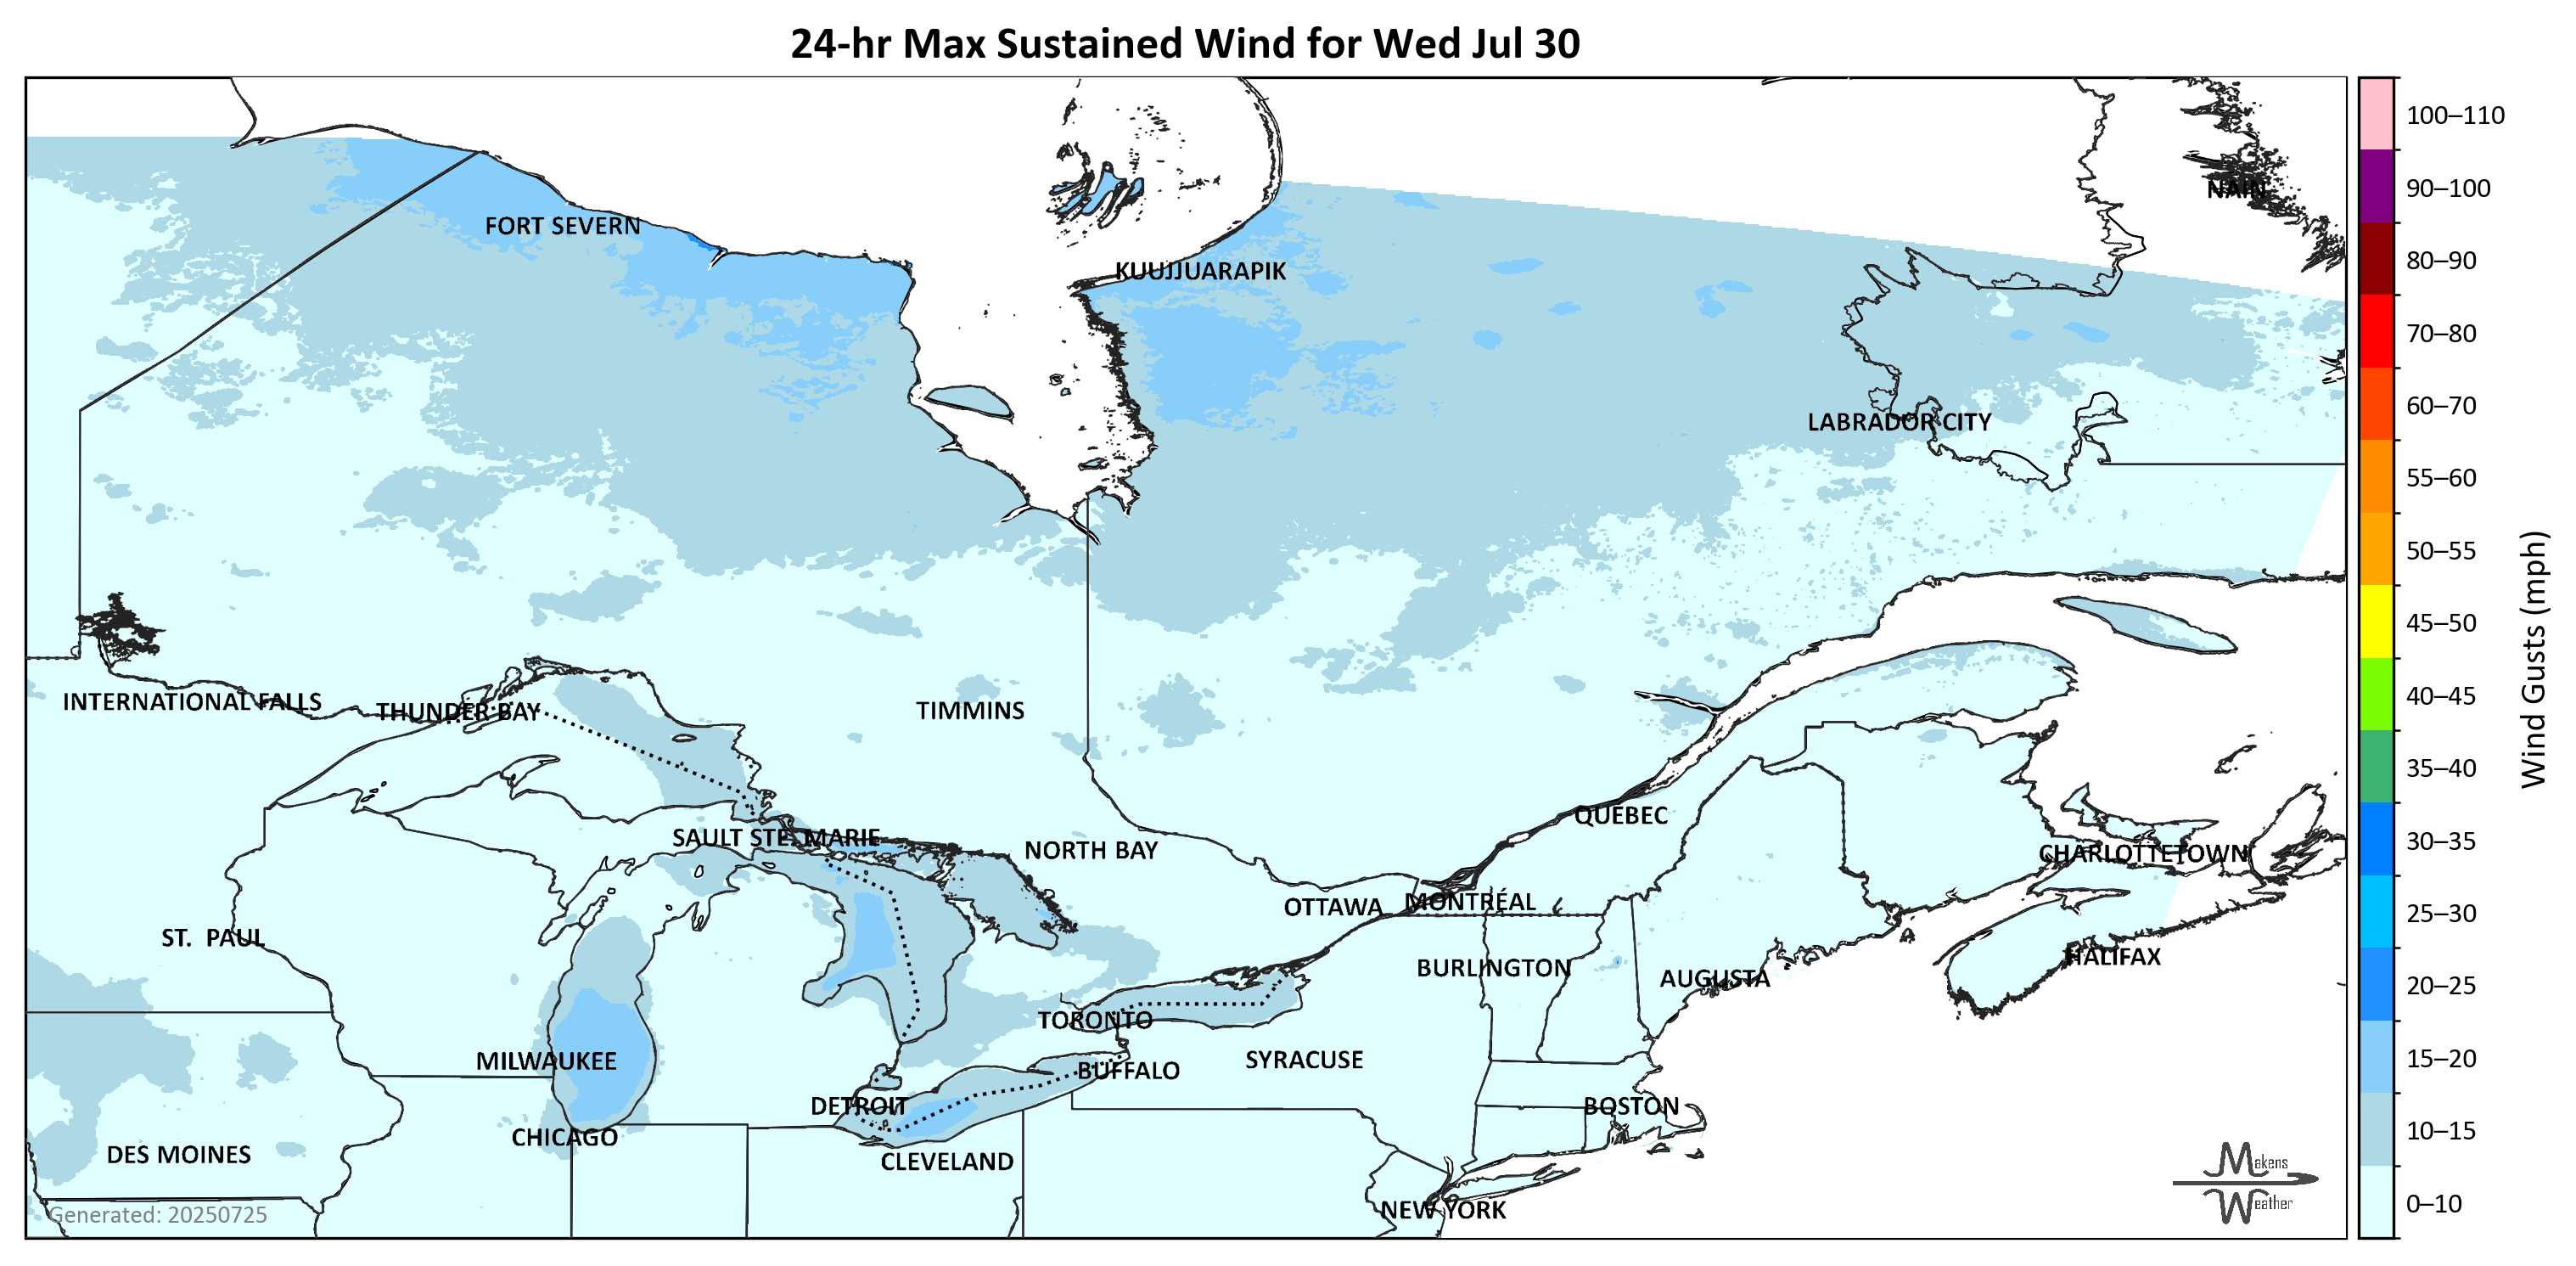 24-hr Max Sustained Wind for Wed Jul 30
100–110
90–100
NAIN
FORT SEVERN
80–90
KUUJJUARAPIK
70–80
60–70
LABRADOR CITY
55–60
50–55
45–50
Wind Gusts (mph)
40–45
INTERNATIONAL FALLS
THUNDER BAY
TIMMINS
35–40
QUÉBEC
30–35
SAULT STE. MARIE
NORTH BAY
CHARLOTTETOWN
OTTAWA
MONTRÉAL
25–30
ST. PAUL
BURLINGTON
HALIFAX
AUGUSTA
20–25
TORONTO
MILWAUKEE
SYRACUSE
15–20
BUFFALO
DETROIT
BOSTON
CHICAGO
10–15
DES MOINES
CLEVELAND
Makens
Weather
0–10
NEW YORK
Generated: 20250725